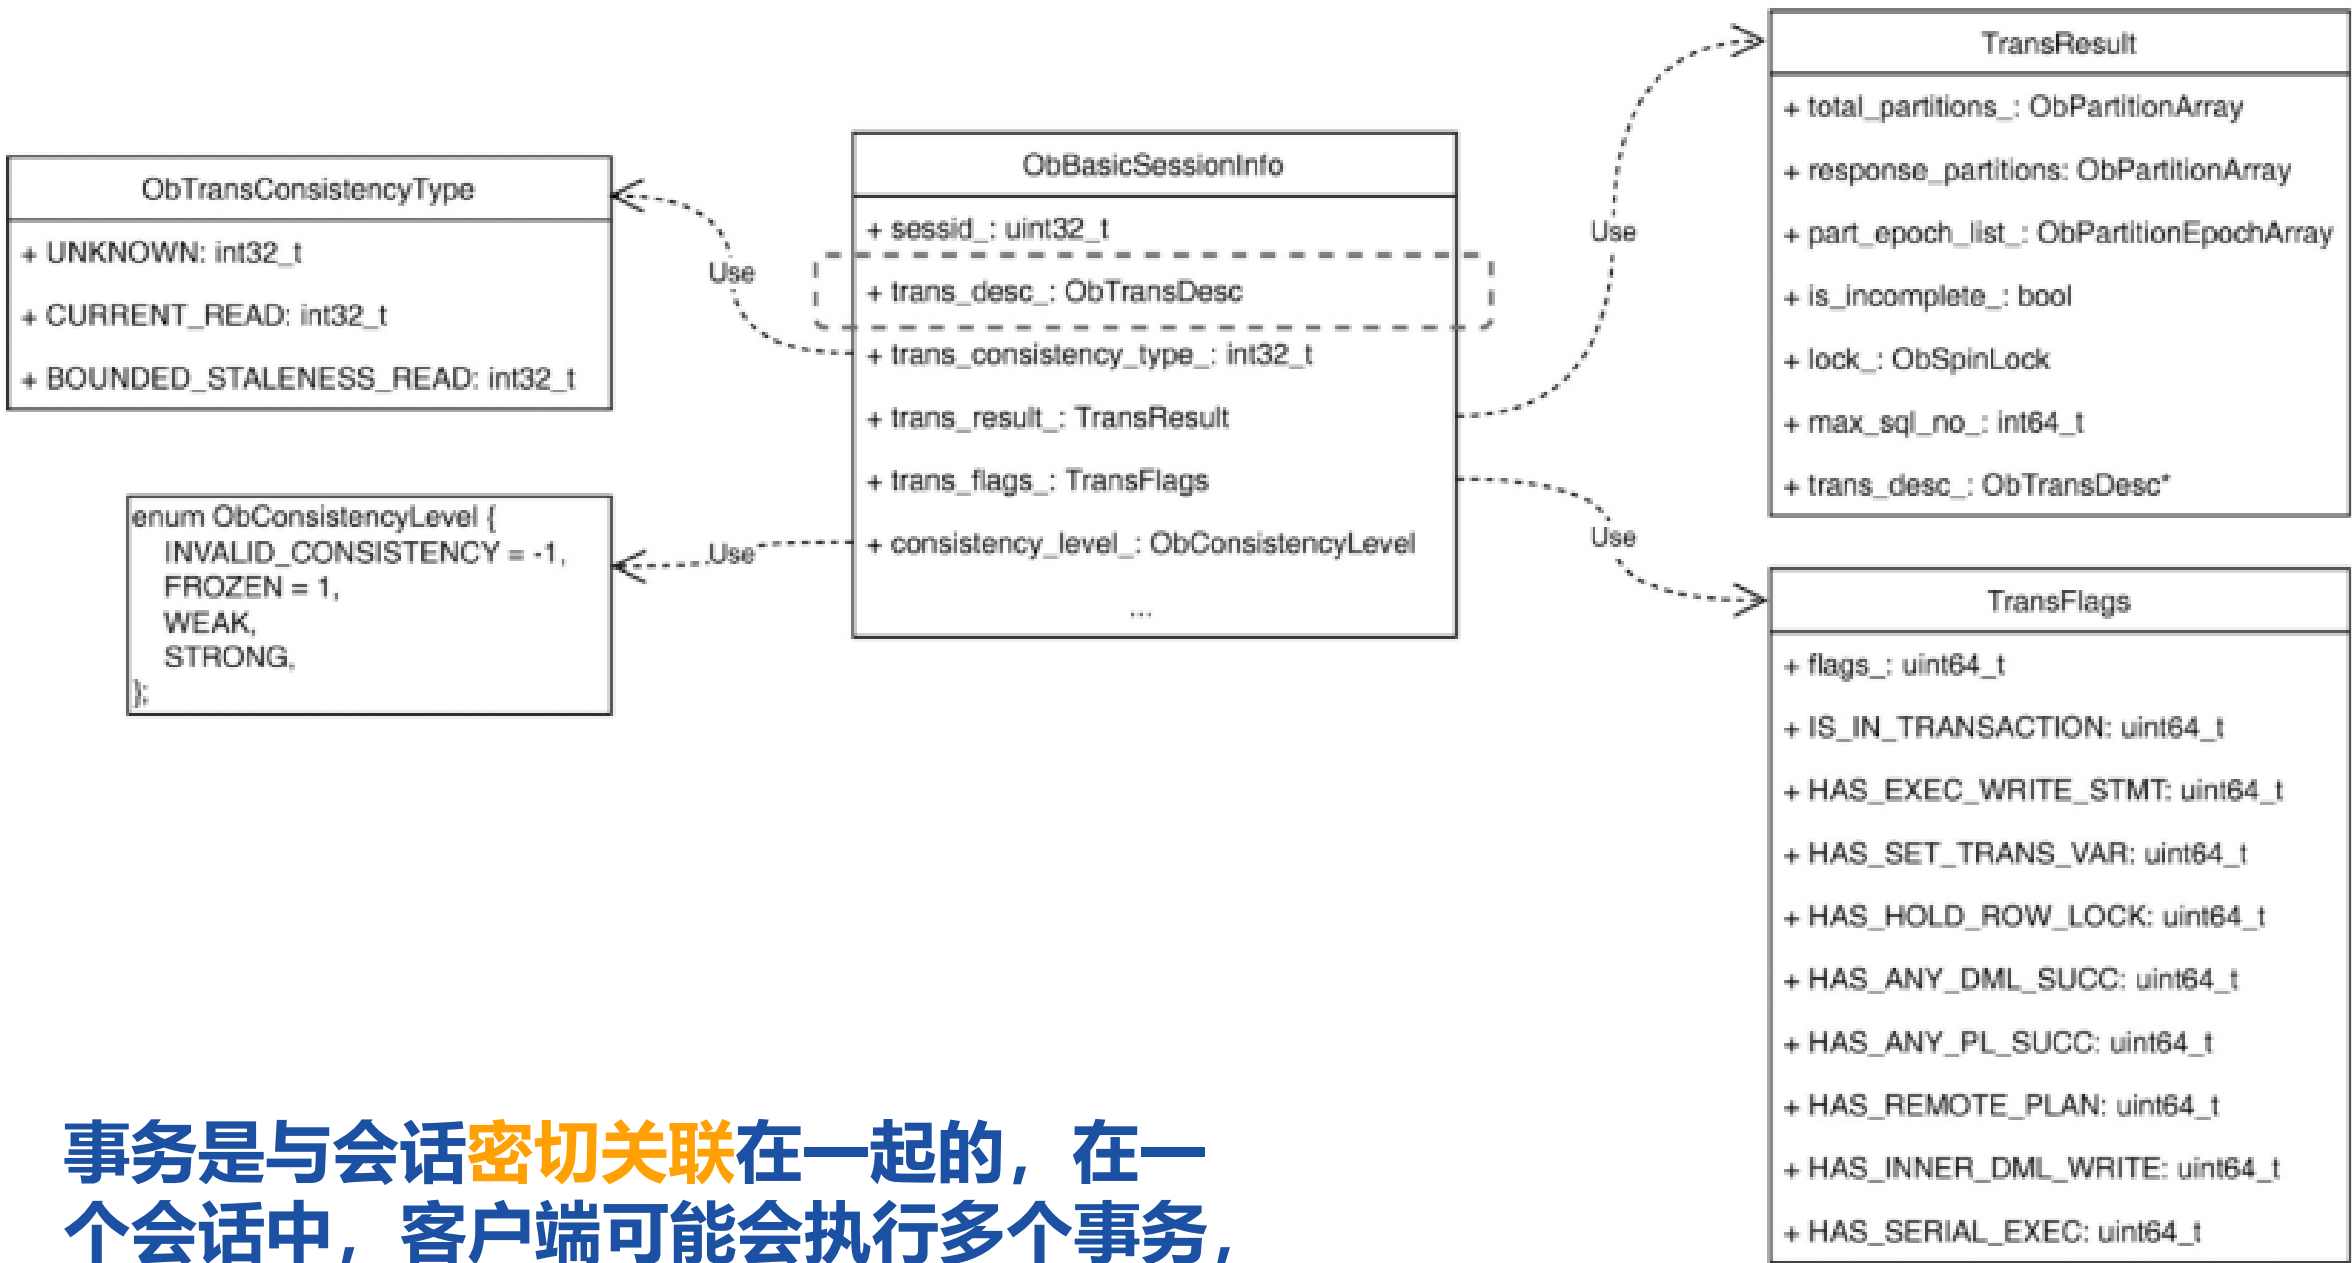 ObTransConsistencyType
+ UNKNOWN: int32_t
+ CURRENT_READ: int32_t
+ BOUNDED_STALENESS_READ: int32_t
Use
enum ObConsistencyLevel {
INVALID_CONSISTENCY = -1,
FROZEN = 1,
WEAK,
STRONG,
};
Use
ObBasicSessionInfo
+ sessid_: uint32_t
+ trans_desc_: ObTransDesc
+ trans_consistency_type_: int32_t
+ trans_result_: TransResult
+ trans_flags_: TransFlags
+ consistency_level_: ObConsistencyLevel
...
Use
Use
TransResult
+ total_partitions_: ObPartitionArray
+ response_partitions: ObPartitionArray
+ part_epoch_list_: ObPartitionEpochArray
+ is_incomplete_: bool
+ lock_: ObSpinLock
+ max_sql_no_: int64_t
+ trans_desc_: ObTransDesc*
TransFlags
+ flags_: uint64_t
+ IS_IN_TRANSACTION: uint64_t
+ HAS_EXEC_WRITE_STMT: uint64_t
+ HAS_SET_TRANS_VAR: uint64_t
+ HAS_HOLD_ROW_LOCK: uint64_t
+ HAS_ANY_DML_SUCC: uint64_t
+ HAS_ANY_PL_SUCC: uint64_t
+ HAS_REMOTE_PLAN: uint64_t
+ HAS_INNER_DML_WRITE: uint64_t
+ HAS_SERIAL_EXEC: uint64_t
事务是与会话密切关联在一起的，在一
个会话中，客户端可能会执行多个事务，